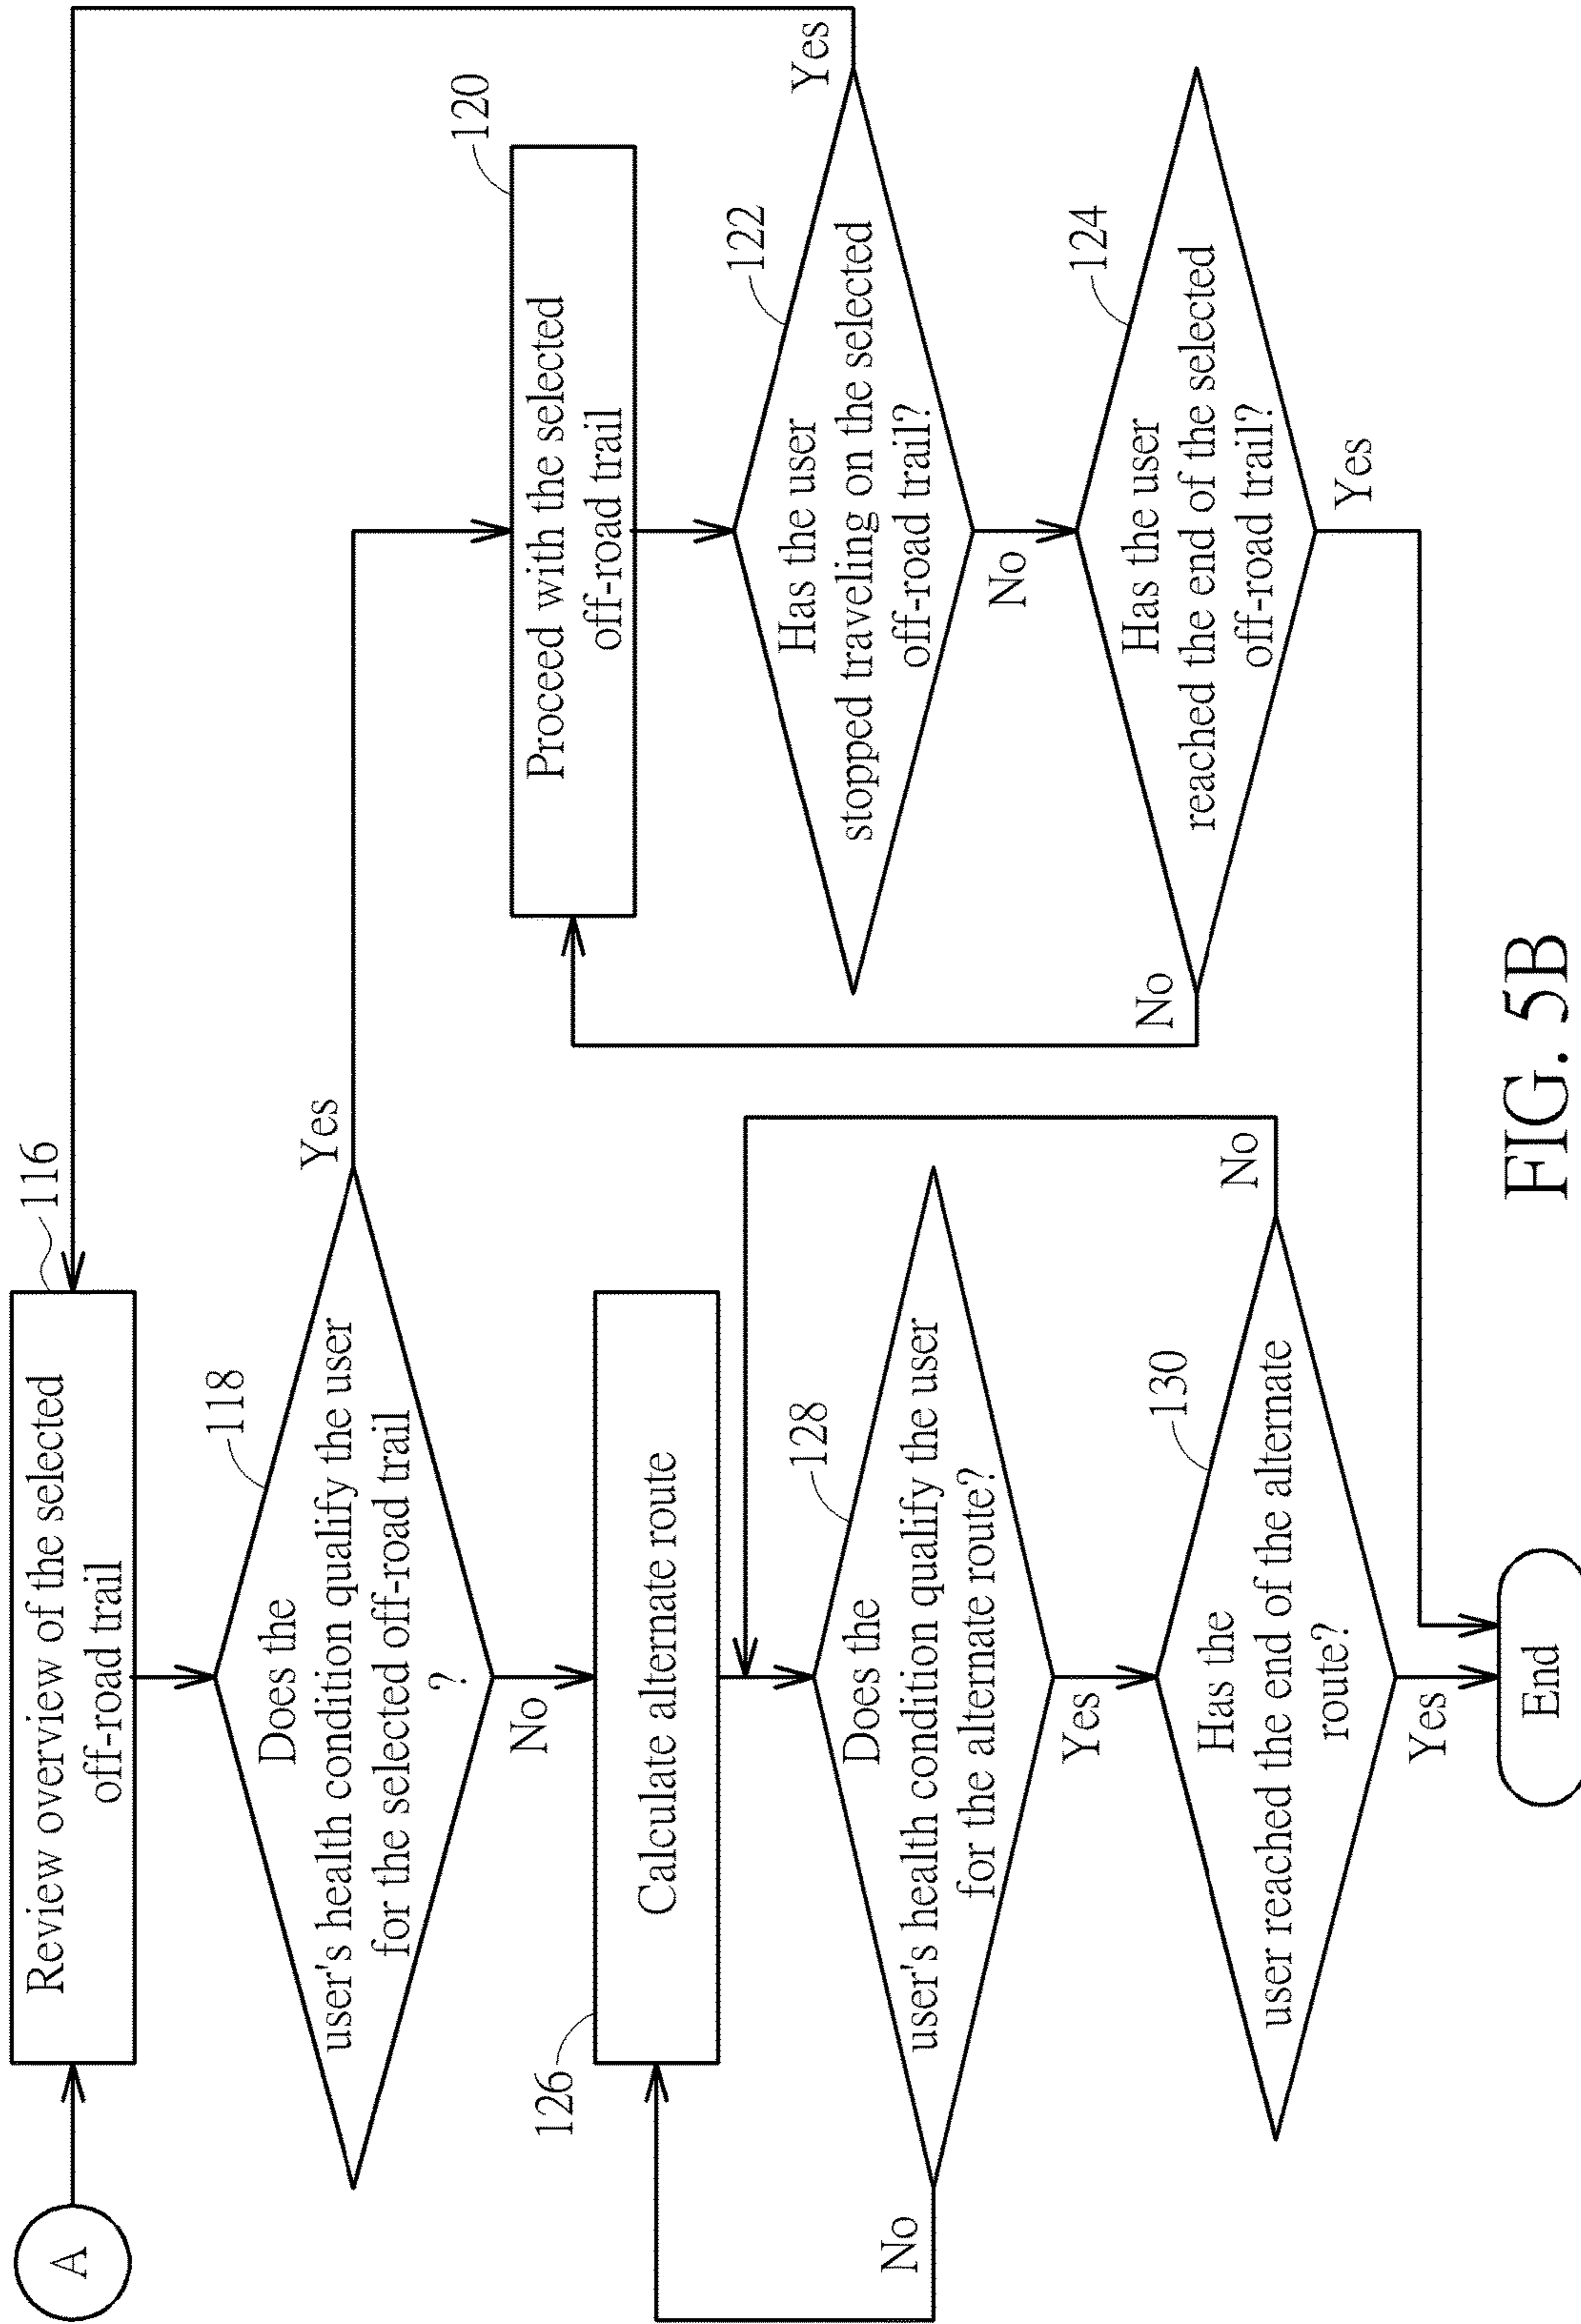 A
Review overview of the selected
off-road trail
116
Does the
user's health condition qualify the user
for the selected off-road trail
?
118
Yes
No
Proceed with the selected
off-road trail
120
Has the user
stopped traveling on the selected
off-road trail?
122
Yes
No
Has the user
reached the end of the selected
off-road trail?
124
No
Yes
Calculate alternate route
126
Does the
user's health condition qualify the user
for the alternate route?
128
No
Yes
Has the
user reached the end of the alternate
route?
130
No
Yes
End
FIG. 5B